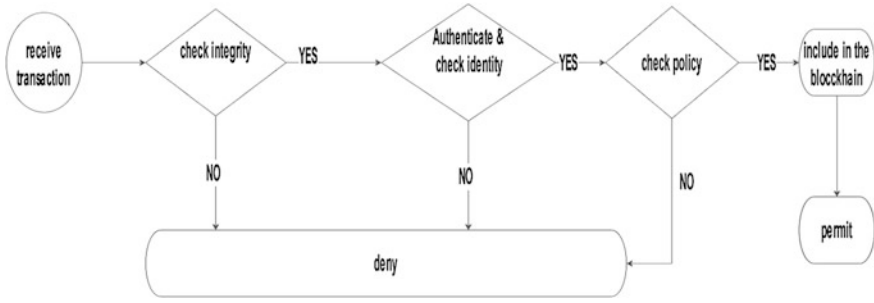 receive
transaction
check integrity
YES
Authenticate &
check identity
YES
check policy
YES
include in the
blocckhain
NO
NO
NO
deny
permit